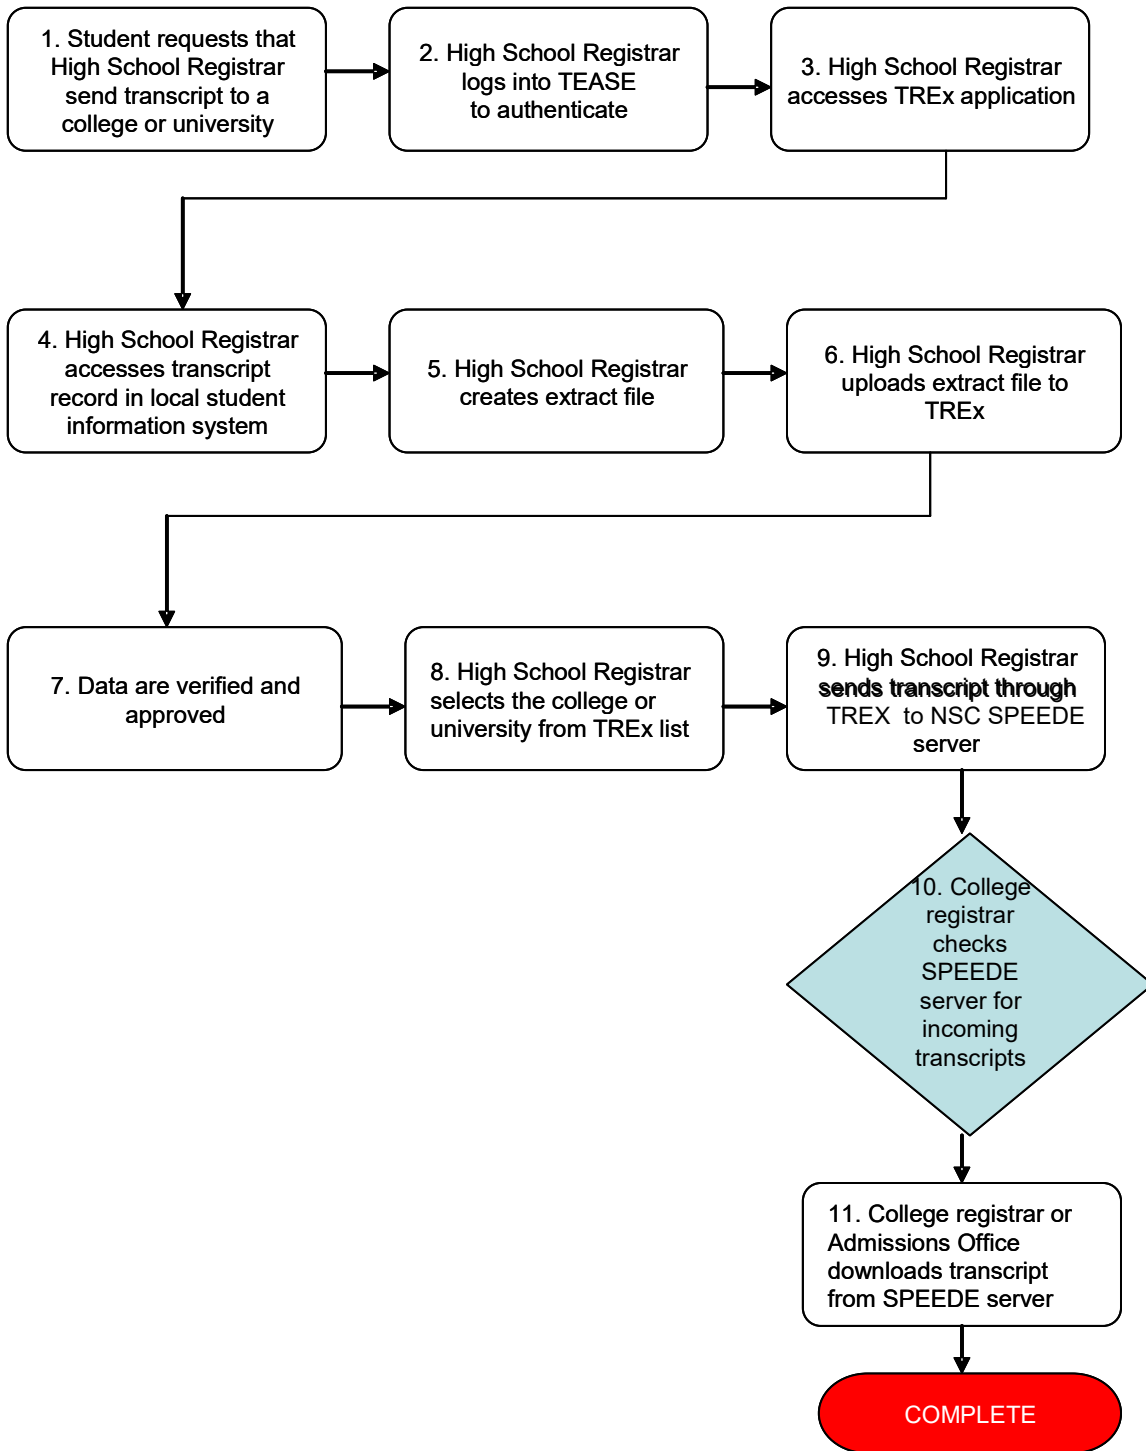 1. Student requests that
High School Registrar
send transcript to a
college or university
2. High School Registrar
logs into TEASE
to authenticate
3. High School Registrar
accesses TREx application
4. High School Registrar
accesses transcript
record in local student
information system
5. High School Registrar
creates extract file
6. High School Registrar
uploads extract file to
TREx
7. Data are verified and
approved
8. High School Registrar
selects the college or
university from TREx list
9. High School Registrar
sends transcript through
TREX to NSC SPEEDE
server
10. College
registrar
checks
SPEEDE
server for
incoming
transcripts
11. College registrar or
Admissions Office
downloads transcript
from SPEEDE server
COMPLETE